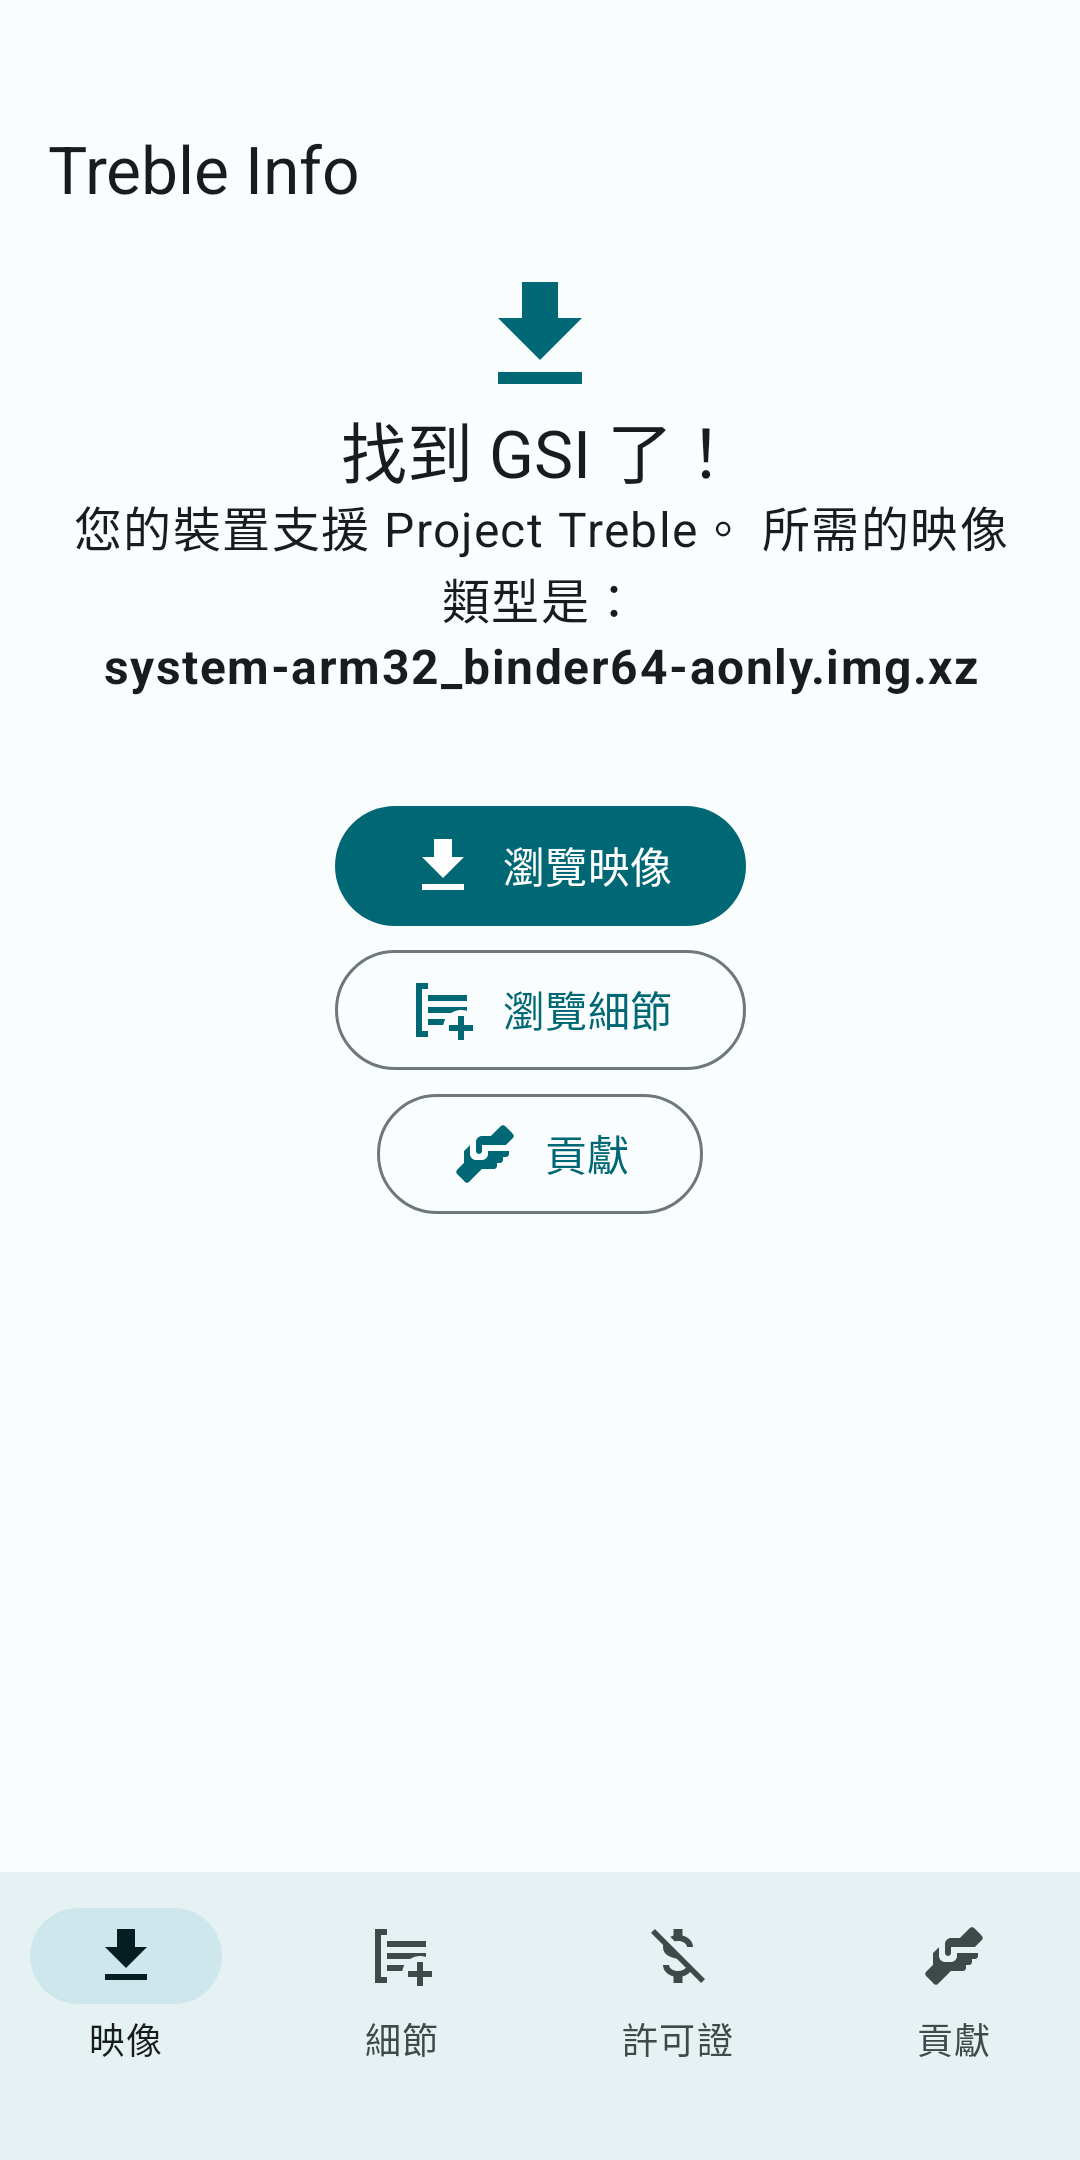 Treble Info
找到 GSI 了！
您的裝置支援 Project Treble。 所需的映像
類型是：
system-arm32_binder64-aonly.img.xz
瀏覽映像
瀏覽細節
貢獻
映像
細節
許可證
貢獻